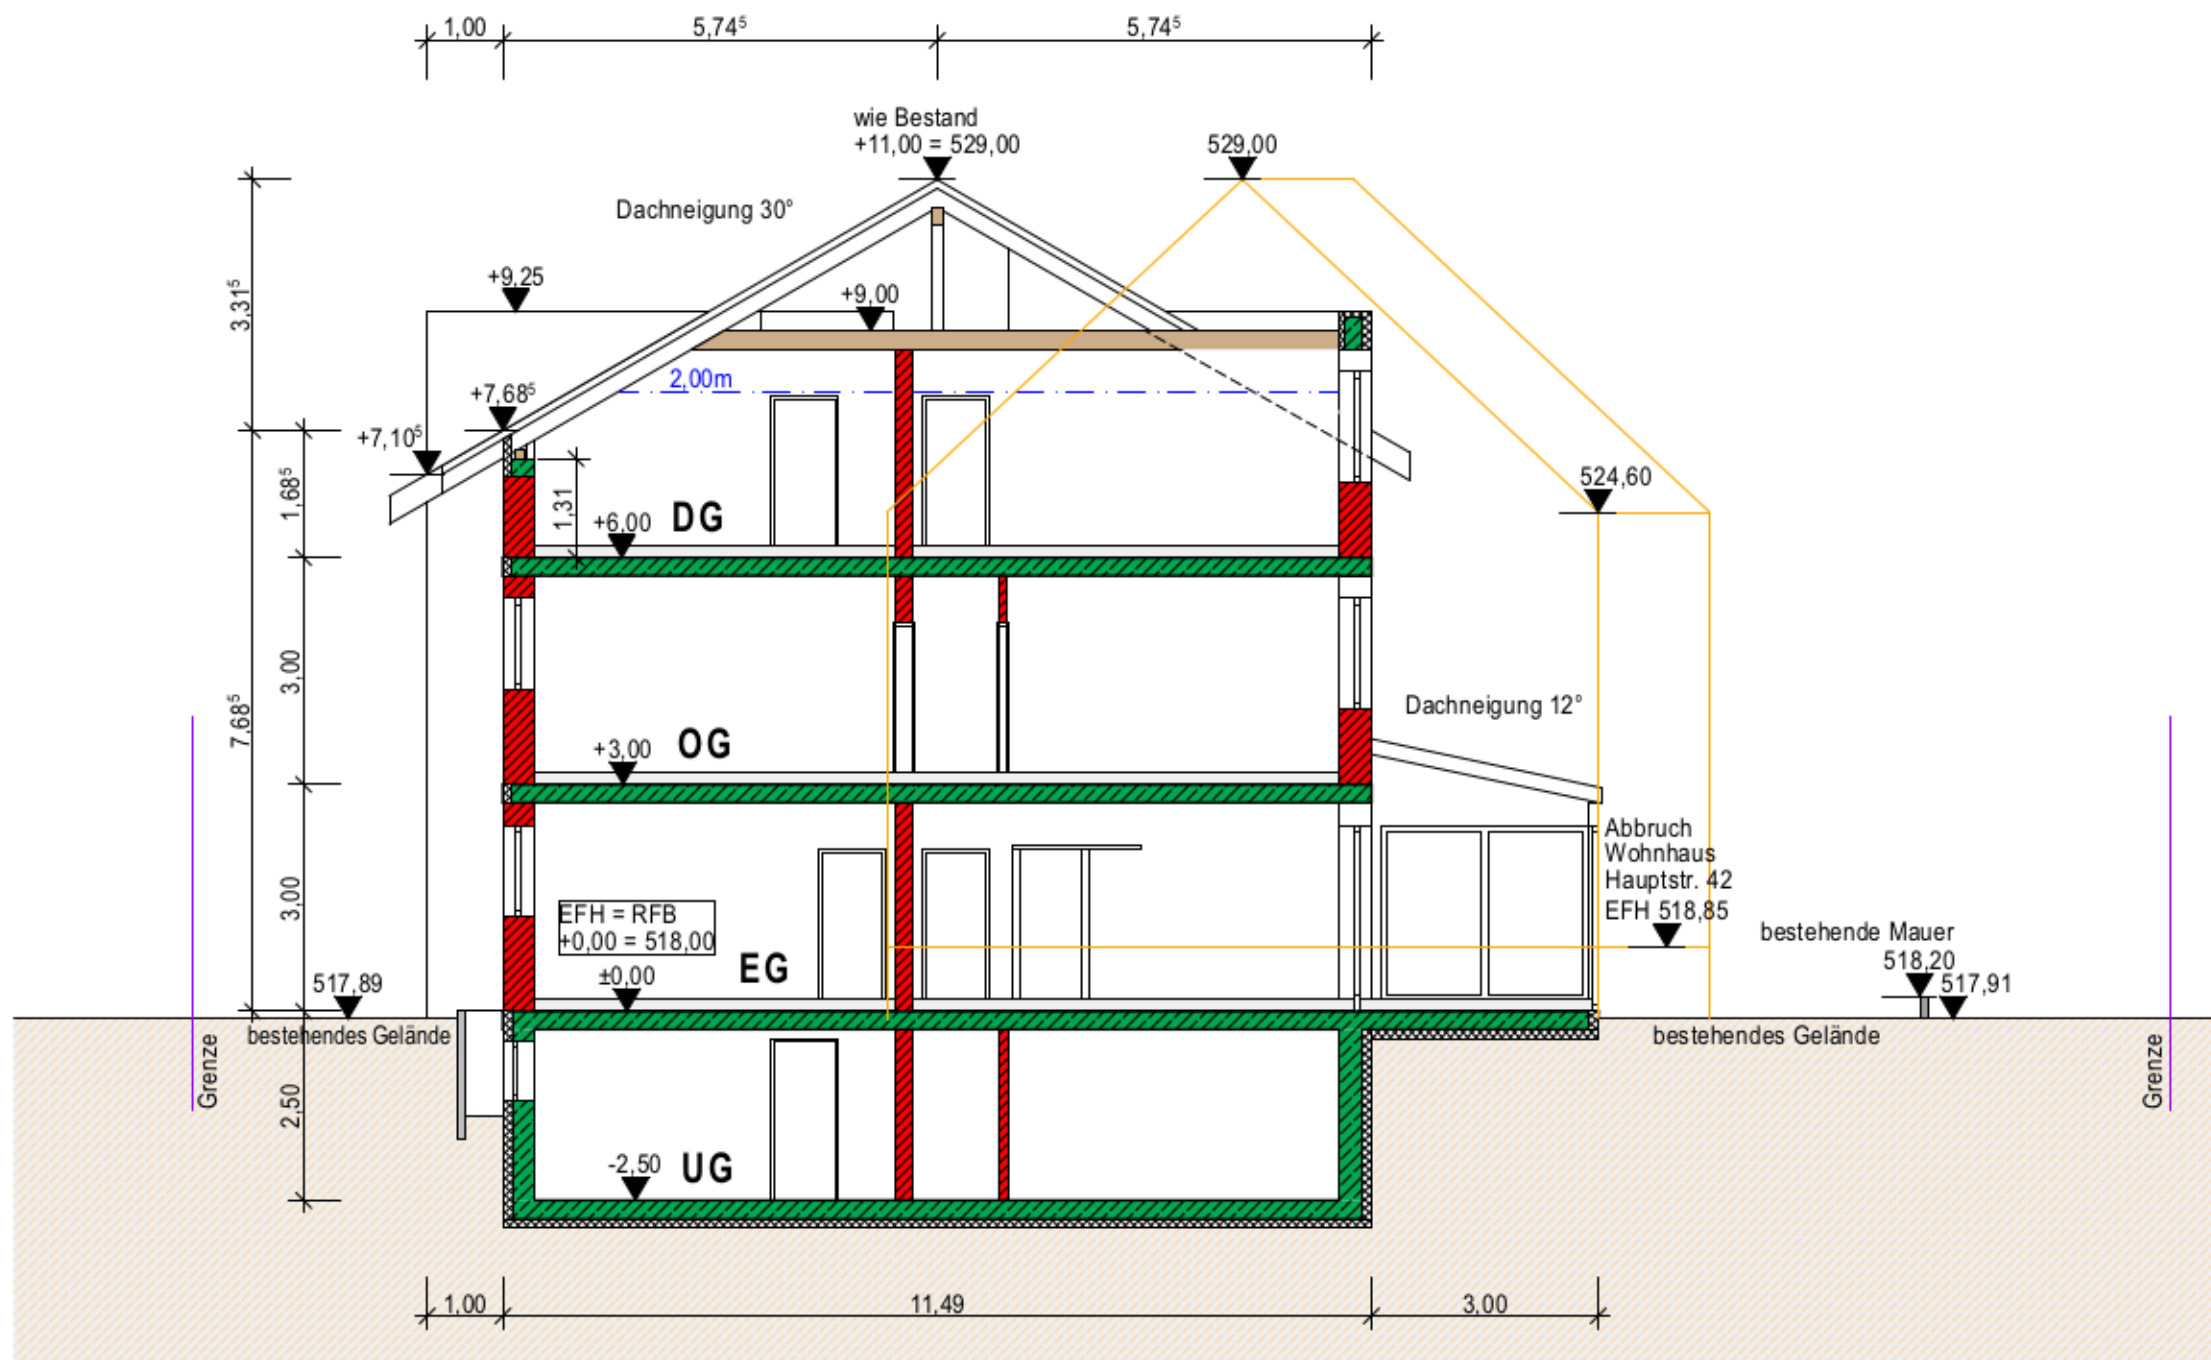 1,00
5,74⁵
5,74⁵
wie Bestand
+11,00 = 529,00
529,00
Dachneigung 30°
+9,25
+9,00
3,31⁵
2,00m
+7,68⁵
+7,10⁵
524,60
1,68⁵
1,31
+6,00
DG
3,00
7,68⁵
Dachneigung 12°
+3,00
OG
Abbruch
Wohnhaus
Hauptstr. 42
EFH 518,85
3,00
EFH = RFB
+0,00 = 518,00
bestehende Mauer
518,20
517,91
±0,00
EG
517,89
bestehendes Gelände
bestehendes Gelände
Grenze
Grenze
2,50
-2,50
UG
1,00
11,49
3,00